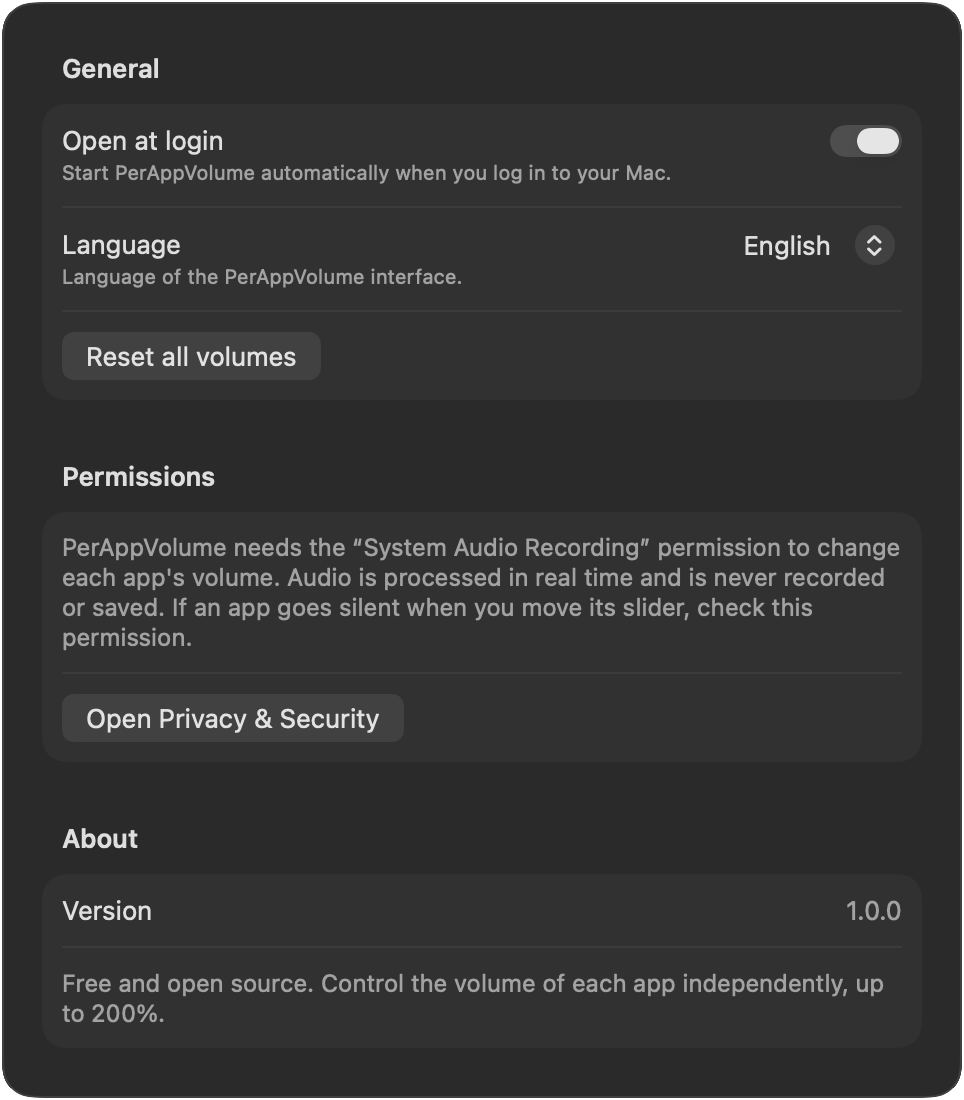 General
Open at login
Start PerAppVolume automatically when you log in to your Mac.
Language
English
Language of the PerAppVolume interface.
Reset all volumes
Permissions
PerAppVolume needs the “System Audio Recording” permission to change
each app's volume. Audio is processed in real time and is never recorded
or saved. If an app goes silent when you move its slider, check this
permission.
Open Privacy & Security
About
Version 1.0.0
Free and open source. Control the volume of each app independently, up
to 200%.